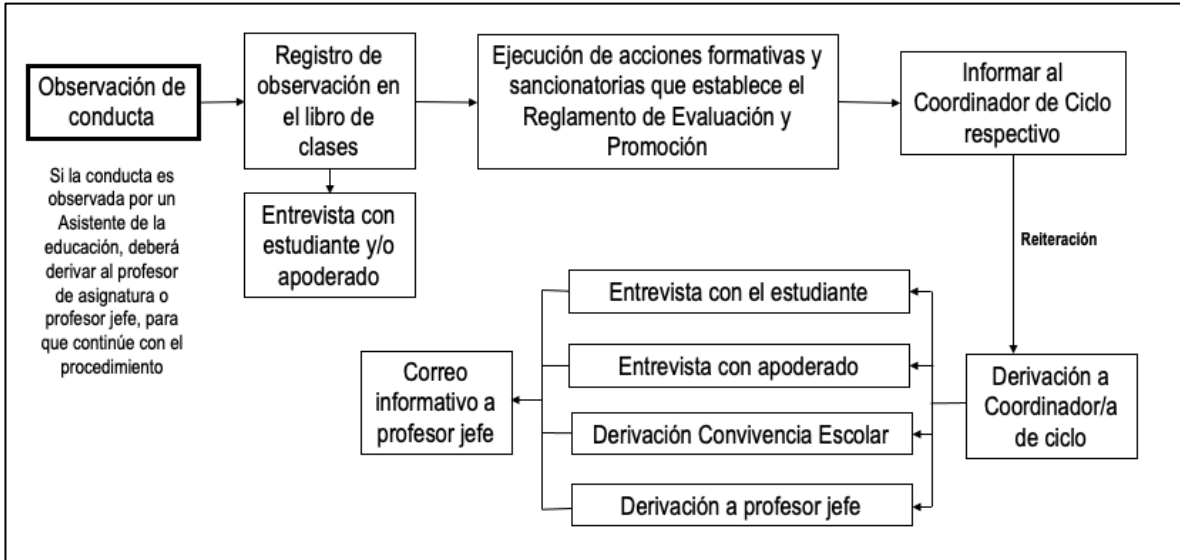 Observación de
conducta
Si la conducta es
observada por un
Asistente de la
educación, deberá
derivar al profesor
de asignatura o
profesor jefe, para
que continúe con el
procedimiento
Registro de
observación en
el libro de
clases
Entrevista con
estudiante y/o
apoderado
Ejecución de acciones formativas y
sancionatorias que establece el
Reglamento de Evaluación y
Promoción
Informar al
Coordinador de Ciclo
respectivo
Reiteración
Derivación a
Coordinador/a
de ciclo
Entrevista con el estudiante
Entrevista con apoderado
Derivación Convivencia Escolar
Derivación a profesor jefe
Correo
informativo a
profesor jefe